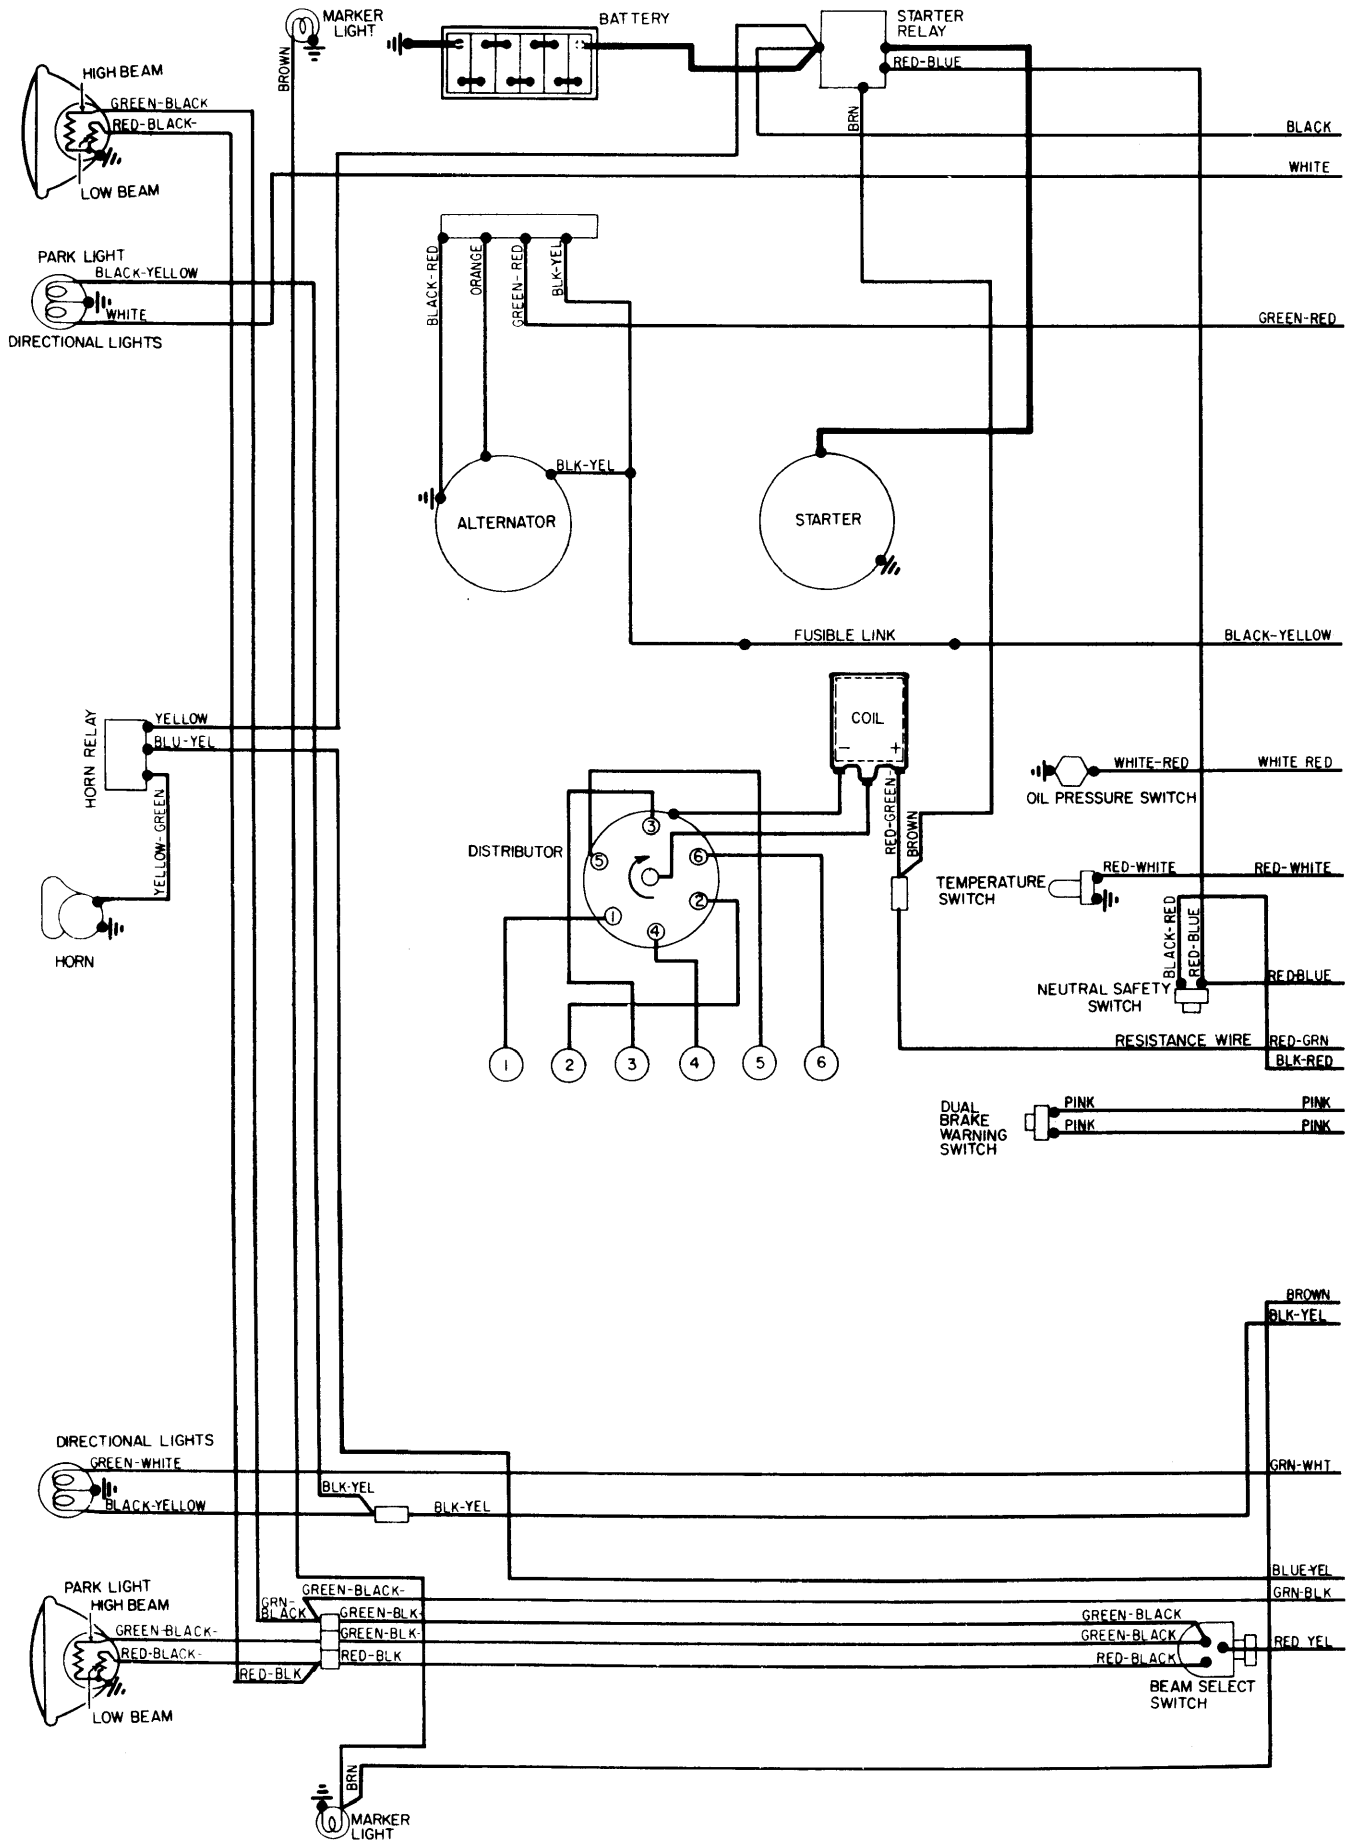 MARKER
LIGHT
BATTERY
STARTER
RELAY
BROWN
HIGH BEAM
GREEN-BLACK
RED-BLACK-
LOW BEAM
RED-BLUE
BRN
BLACK
WHITE
PARK LIGHT
BLACK-YELLOW
WHITE
DIRECTIONAL LIGHTS
BLACK-RED
ORANGE
GREEN-RED
BLK-YEL
GREEN-RED
BLK-YEL
ALTERNATOR
STARTER
FUSIBLE LINK
BLACK-YELLOW
HORN RELAY
YELLOW
BLU-YEL
YELLOW-GREEN
HORN
COIL
- +
RED-GREEN-
BROWN
WHITE-RED
WHITE RED
OIL PRESSURE SWITCH
DISTRIBUTOR
3
5
6
1
2
4
TEMPERATURE
SWITCH
RED-WHITE
RED-WHITE
BLACK-RED
RED-BLUE
NEUTRAL SAFETY
SWITCH
RED-BLUE
RESISTANCE WIRE
RED-GRN
BLK-RED
1 2 3 4 5 6
DUAL
BRAKE
WARNING
SWITCH
PINK
PINK
PINK
PINK
BROWN
BLK-YEL
DIRECTIONAL LIGHTS
GREEN-WHITE
GRN-WHT
BLK-YEL
BLACK-YELLOW
BLK-YEL
BLUE-YEL
PARK LIGHT
HIGH BEAM
GREEN-BLACK-
GRN-BLK
GRN-
BLACK
GREEN-BLK-
GREEN-BLACK
GREEN-BLACK-
GREEN-BLK-
GREEN-BLACK
RED YEL
RED-BLACK-
RED-BLK
RED-BLACK
RED-BLK
LOW BEAM
BEAM SELECT
SWITCH
BRN
MARKER
LIGHT